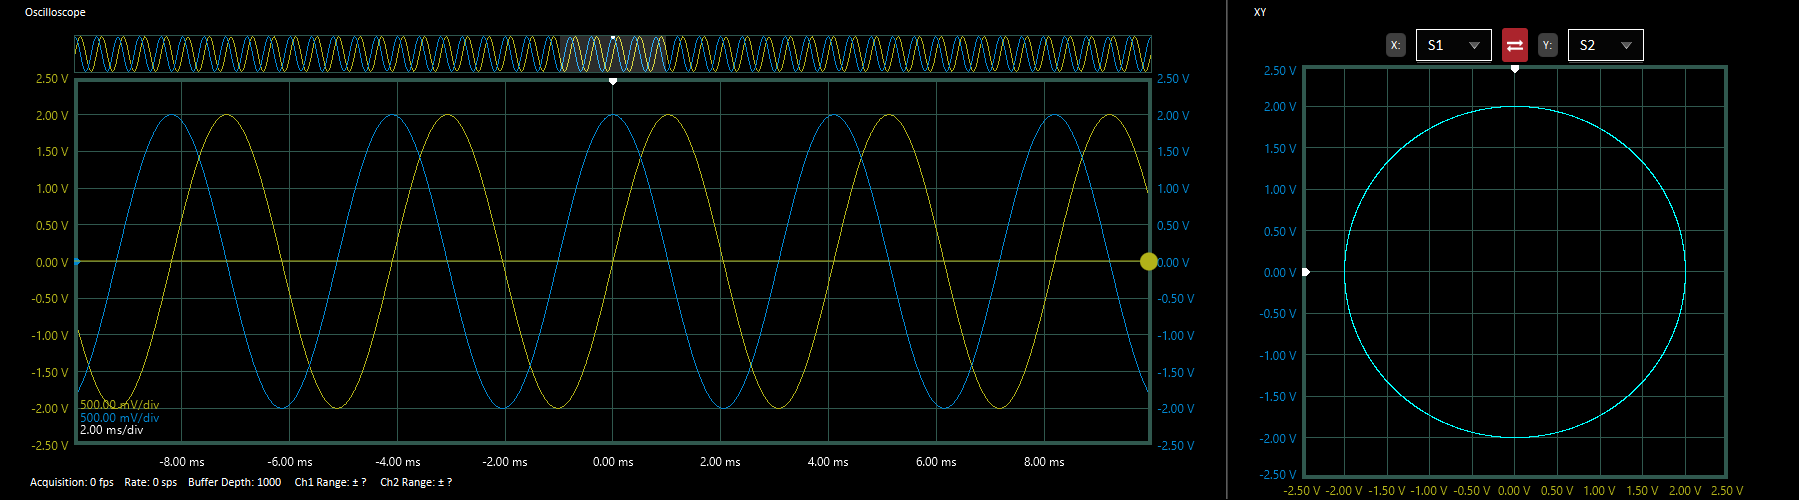 Oscilloscope
2.50 V
2.00 V
1.50 V
1.00 V
0.50 V
0.00 V
-0.50 V
-1.00 V
-1.50 V
-2.00 V
-2.50 V
500.00 mV/div
500.00 mV/div
2.00 ms/div
2.50 V
2.00 V
1.50 V
1.00 V
0.50 V
0.00 V
-0.50 V
-1.00 V
-1.50 V
-2.00 V
-2.50 V
-8.00 ms -6.00 ms -4.00 ms -2.00 ms 0.00 ms 2.00 ms 4.00 ms 6.00 ms 8.00 ms
Acquisition: 0 fps Rate: 0 sps Buffer Depth: 1000 Ch1 Range: ± ? Ch2 Range: ± ?
XY
X: S1 Y: S2
2.50 V
2.00 V
1.50 V
1.00 V
0.50 V
0.00 V
-0.50 V
-1.00 V
-1.50 V
-2.00 V
-2.50 V
-2.50 V -2.00 V -1.50 V -1.00 V -0.50 V 0.00 V 0.50 V 1.00 V 1.50 V 2.00 V 2.50 V